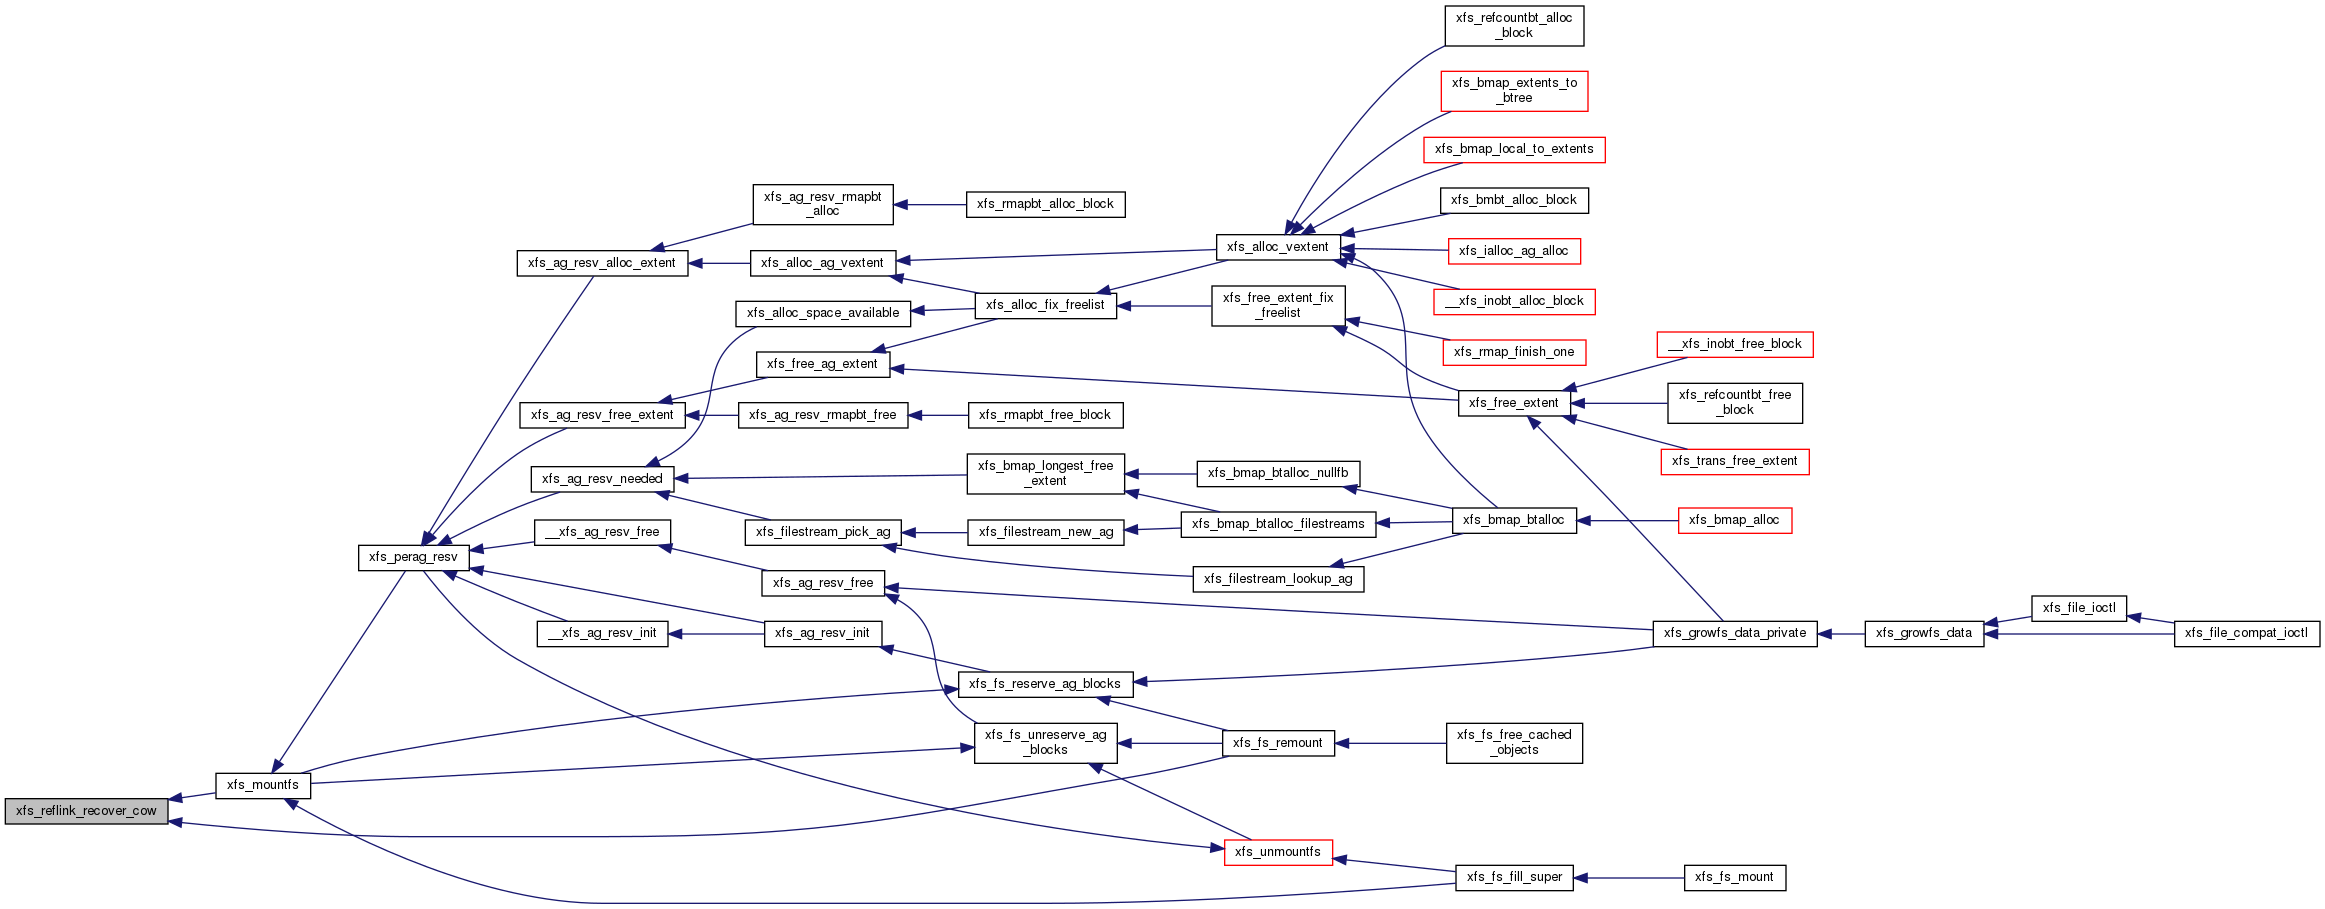 xfs_refcountbt_alloc
_block
xfs_bmap_extents_to
_btree
xfs_bmap_local_to_extents
xfs_ag_resv_rmapbt
_alloc
xfs_rmapbt_alloc_block
xfs_bmbt_alloc_block
xfs_ag_resv_alloc_extent
xfs_alloc_ag_vextent
xfs_alloc_vextent
xfs_ialloc_ag_alloc
xfs_alloc_space_available
xfs_alloc_fix_freelist
xfs_free_extent_fix
_freelist
__xfs_inobt_alloc_block
xfs_free_ag_extent
xfs_rmap_finish_one
__xfs_inobt_free_block
xfs_ag_resv_free_extent
xfs_ag_resv_rmapbt_free
xfs_rmapbt_free_block
xfs_free_extent
xfs_refcountbt_free
_block
xfs_ag_resv_needed
xfs_bmap_longest_free
_extent
xfs_bmap_btalloc_nullfb
xfs_trans_free_extent
__xfs_ag_resv_free
xfs_filestream_pick_ag
xfs_filestream_new_ag
xfs_bmap_btalloc_filestreams
xfs_bmap_btalloc
xfs_bmap_alloc
xfs_perag_resv
xfs_ag_resv_free
xfs_filestream_lookup_ag
__xfs_ag_resv_init
xfs_ag_resv_init
xfs_growfs_data_private
xfs_growfs_data
xfs_file_ioctl
xfs_file_compat_ioctl
xfs_fs_reserve_ag_blocks
xfs_fs_unreserve_ag
_blocks
xfs_fs_remount
xfs_fs_free_cached
_objects
xfs_mountfs
xfs_reflink_recover_cow
xfs_unmountfs
xfs_fs_fill_super
xfs_fs_mount